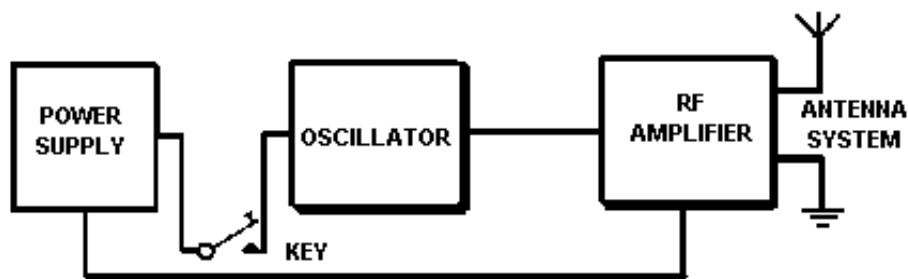 POWER
SUPPLY
OSCILLATOR
KEY
RF
AMPLIFIER
ANTENNA
SYSTEM